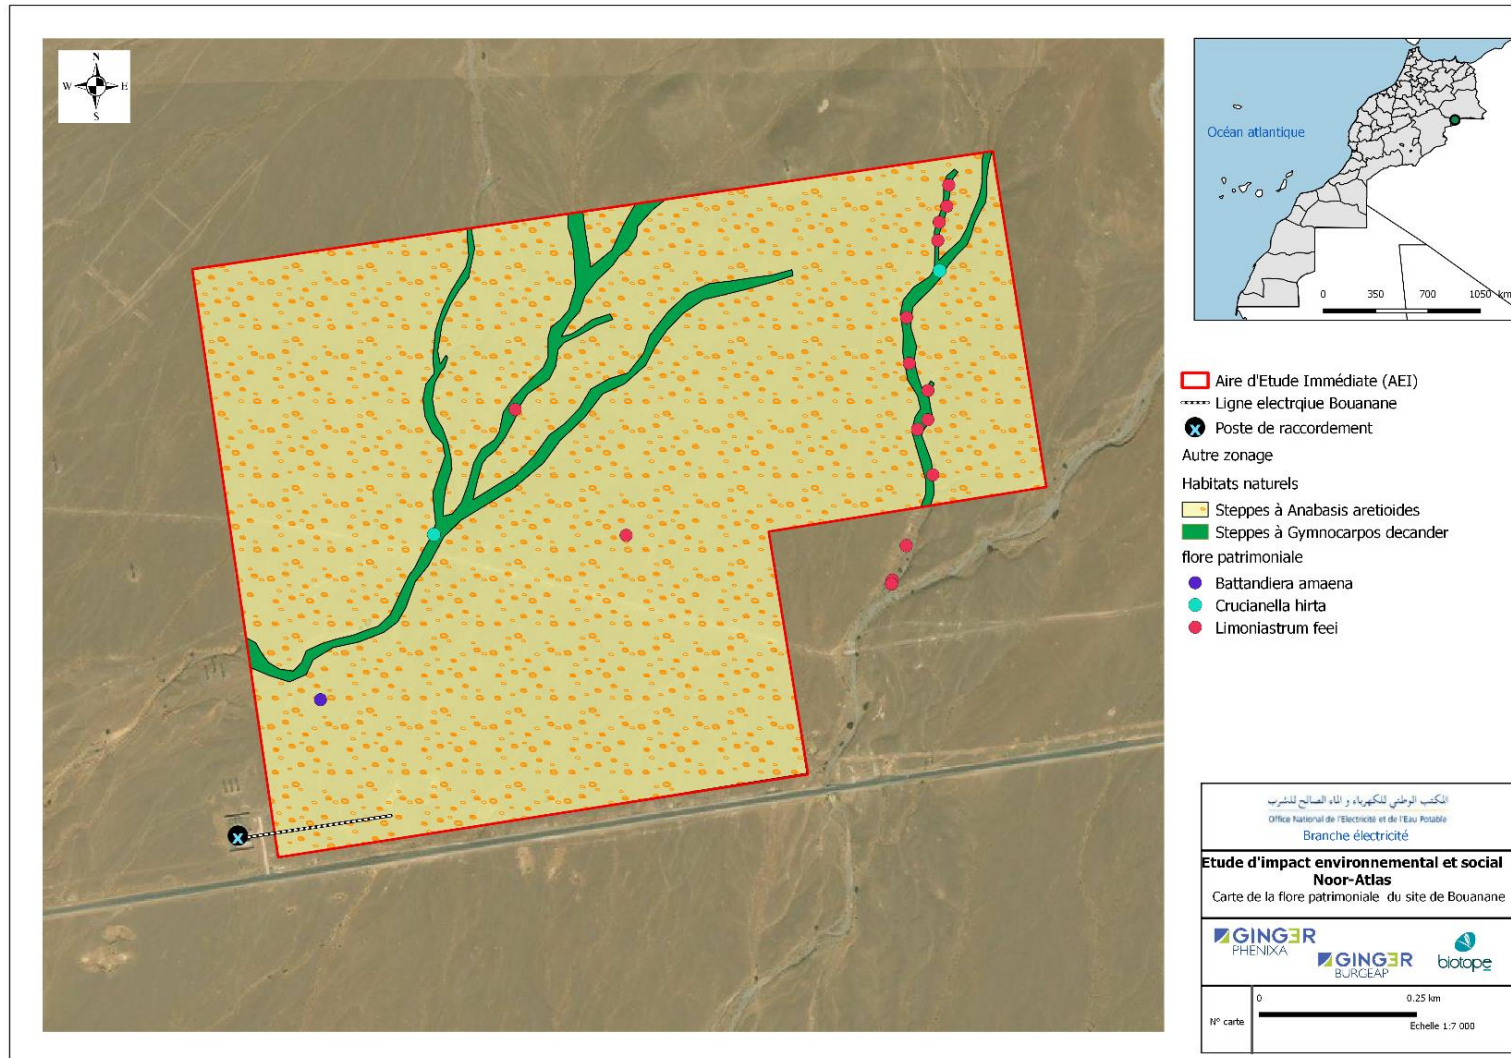 N
W E
S
Océan atlantique
0 350 700 1050 km
Aire d'Etude Immédiate (AEI)
Ligne electrqiue Bouanane
X Poste de raccordement
Autre zonage
Habitats naturels
Steppes à Anabasis aretioides
Steppes à Gymnocarpos decander
flore patrimoniale
Battandiera amaena
Crucianella hirta
Limoniastrum feei
X
المكتب الوطني للكهرباء و الماء الصالح للشرب
Office National de l'Electricité et de l'Eau Potable
Branche électricité
Etude d'impact environnemental et social
Noor-Atlas
Carte de la flore patrimoniale du site de Bouanane
GINGER
PHENIXA
GINGER
BURGEAP
biotope
N° carte
0 0.25 km
Echelle 1:7 000